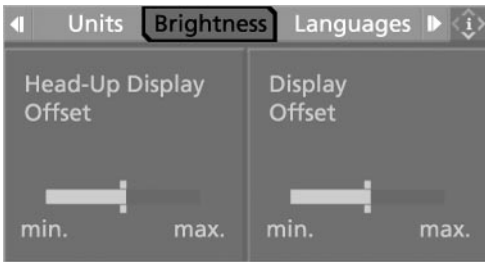 Units Brightness Languages i
Head-Up Display
Offset
min. max.
Display
Offset
min. max.